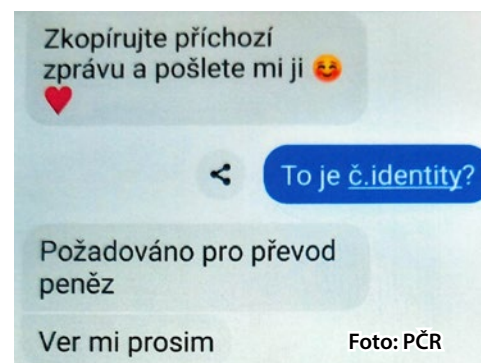 Zkopírujte příchozí
zprávu a pošlete mi ji 😊
♥
To je č.identity?
Požadováno pro převod
peněz
Ver mi prosim
Foto: PČR